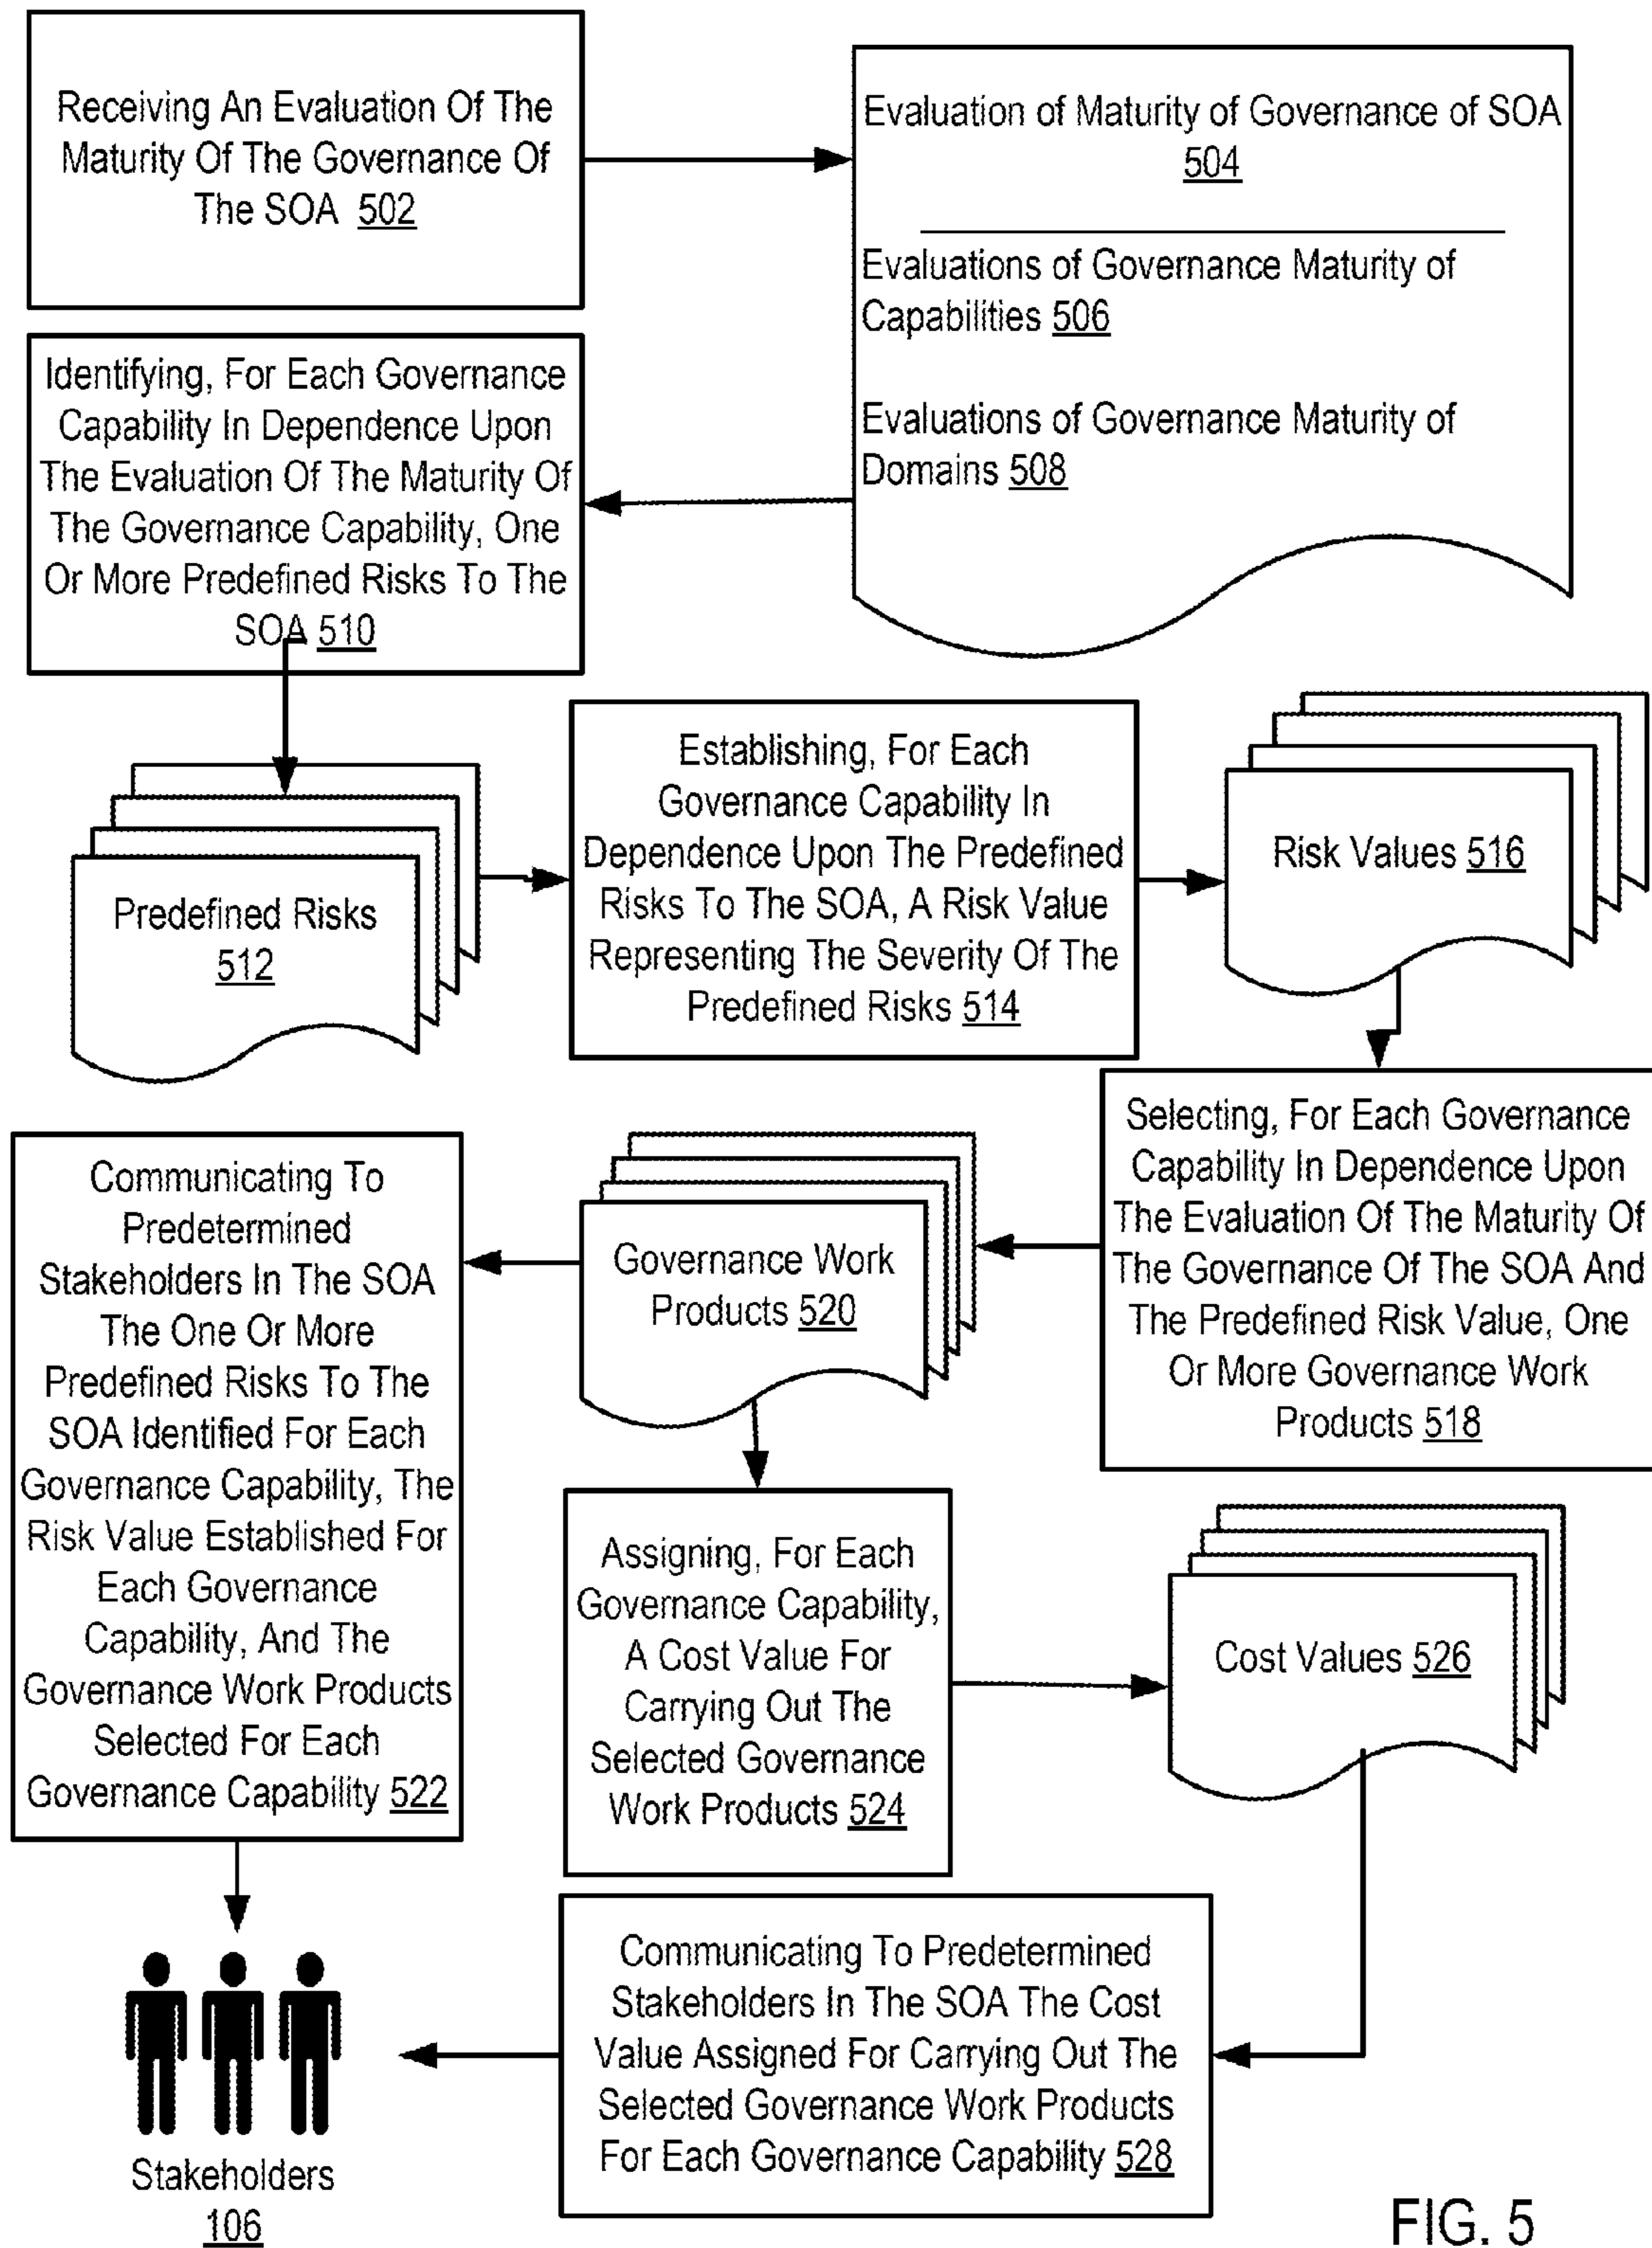 Receiving An Evaluation Of The
Maturity Of The Governance Of
The SOA 502
Evaluation of Maturity of Governance of SOA
504
Evaluations of Governance Maturity of
Capabilities 506
Evaluations of Governance Maturity of
Domains 508
Identifying, For Each Governance
Capability In Dependence Upon
The Evaluation Of The Maturity Of
The Governance Capability, One
Or More Predefined Risks To The
SOA 510
Predefined Risks
512
Establishing, For Each
Governance Capability In
Dependence Upon The Predefined
Risks To The SOA, A Risk Value
Representing The Severity Of The
Predefined Risks 514
Risk Values 516
Selecting, For Each Governance
Capability In Dependence Upon
The Evaluation Of The Maturity Of
The Governance Of The SOA And
The Predefined Risk Value, One
Or More Governance Work
Products 518
Governance Work
Products 520
Communicating To
Predetermined
Stakeholders In The SOA
The One Or More
Predefined Risks To The
SOA Identified For Each
Governance Capability, The
Risk Value Established For
Each Governance
Capability, And The
Governance Work Products
Selected For Each
Governance Capability 522
Assigning, For Each
Governance Capability,
A Cost Value For
Carrying Out The
Selected Governance
Work Products 524
Cost Values 526
Communicating To Predetermined
Stakeholders In The SOA The Cost
Value Assigned For Carrying Out The
Selected Governance Work Products
For Each Governance Capability 528
Stakeholders
106
FIG. 5